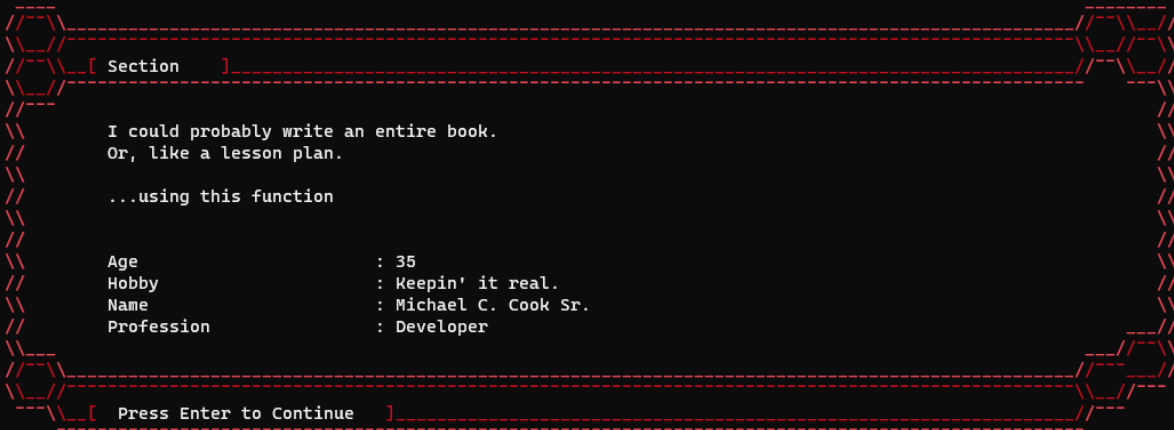 Section
I could probably write an entire book.
Or, like a lesson plan.
...using this function
Age : 35
Hobby : Keepin' it real.
Name : Michael C. Cook Sr.
Profession : Developer
Press Enter to Continue